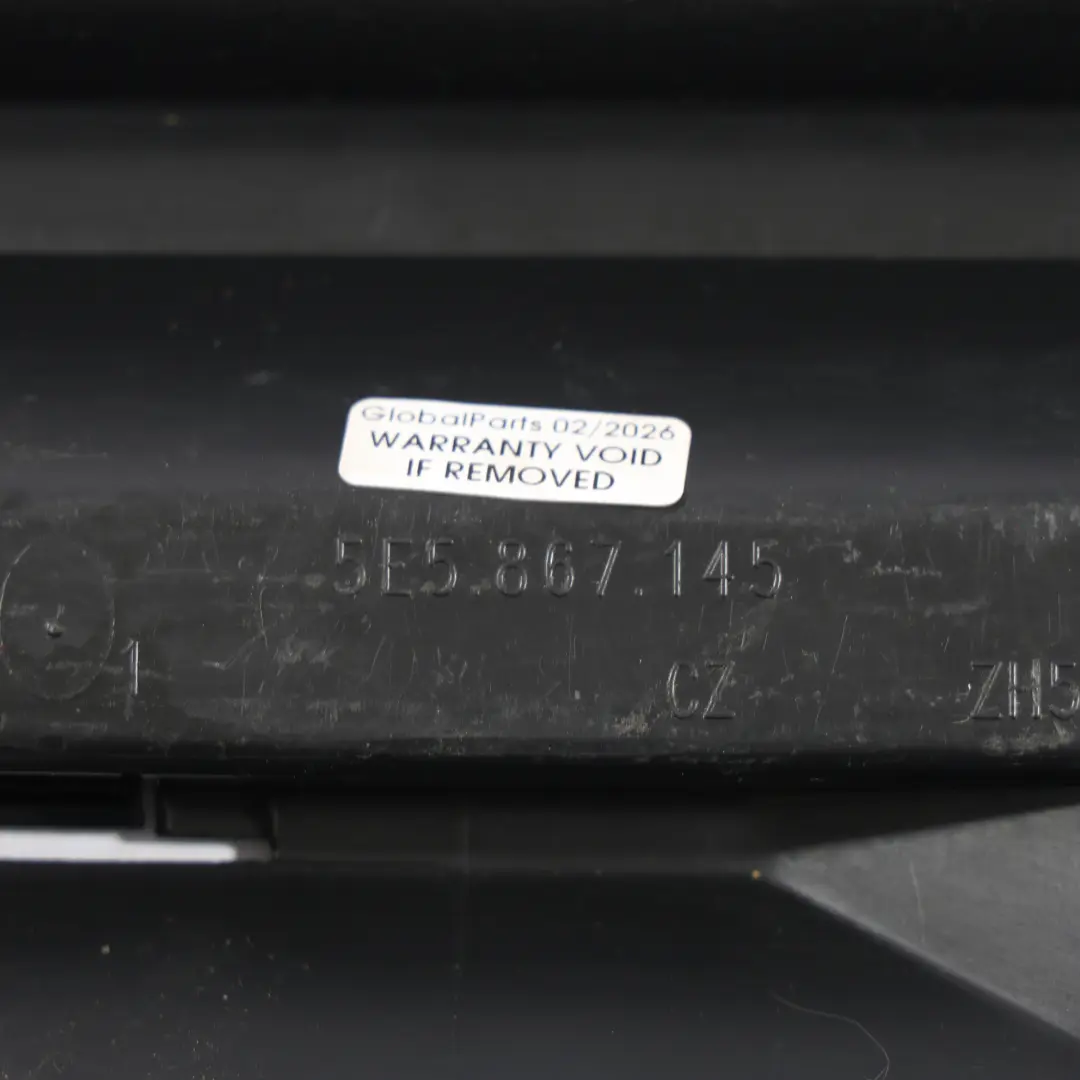 GlobalParts 02/2026
WARRANTY VOID
IF REMOVED
5E5.867.145
1
CZ
ZH5